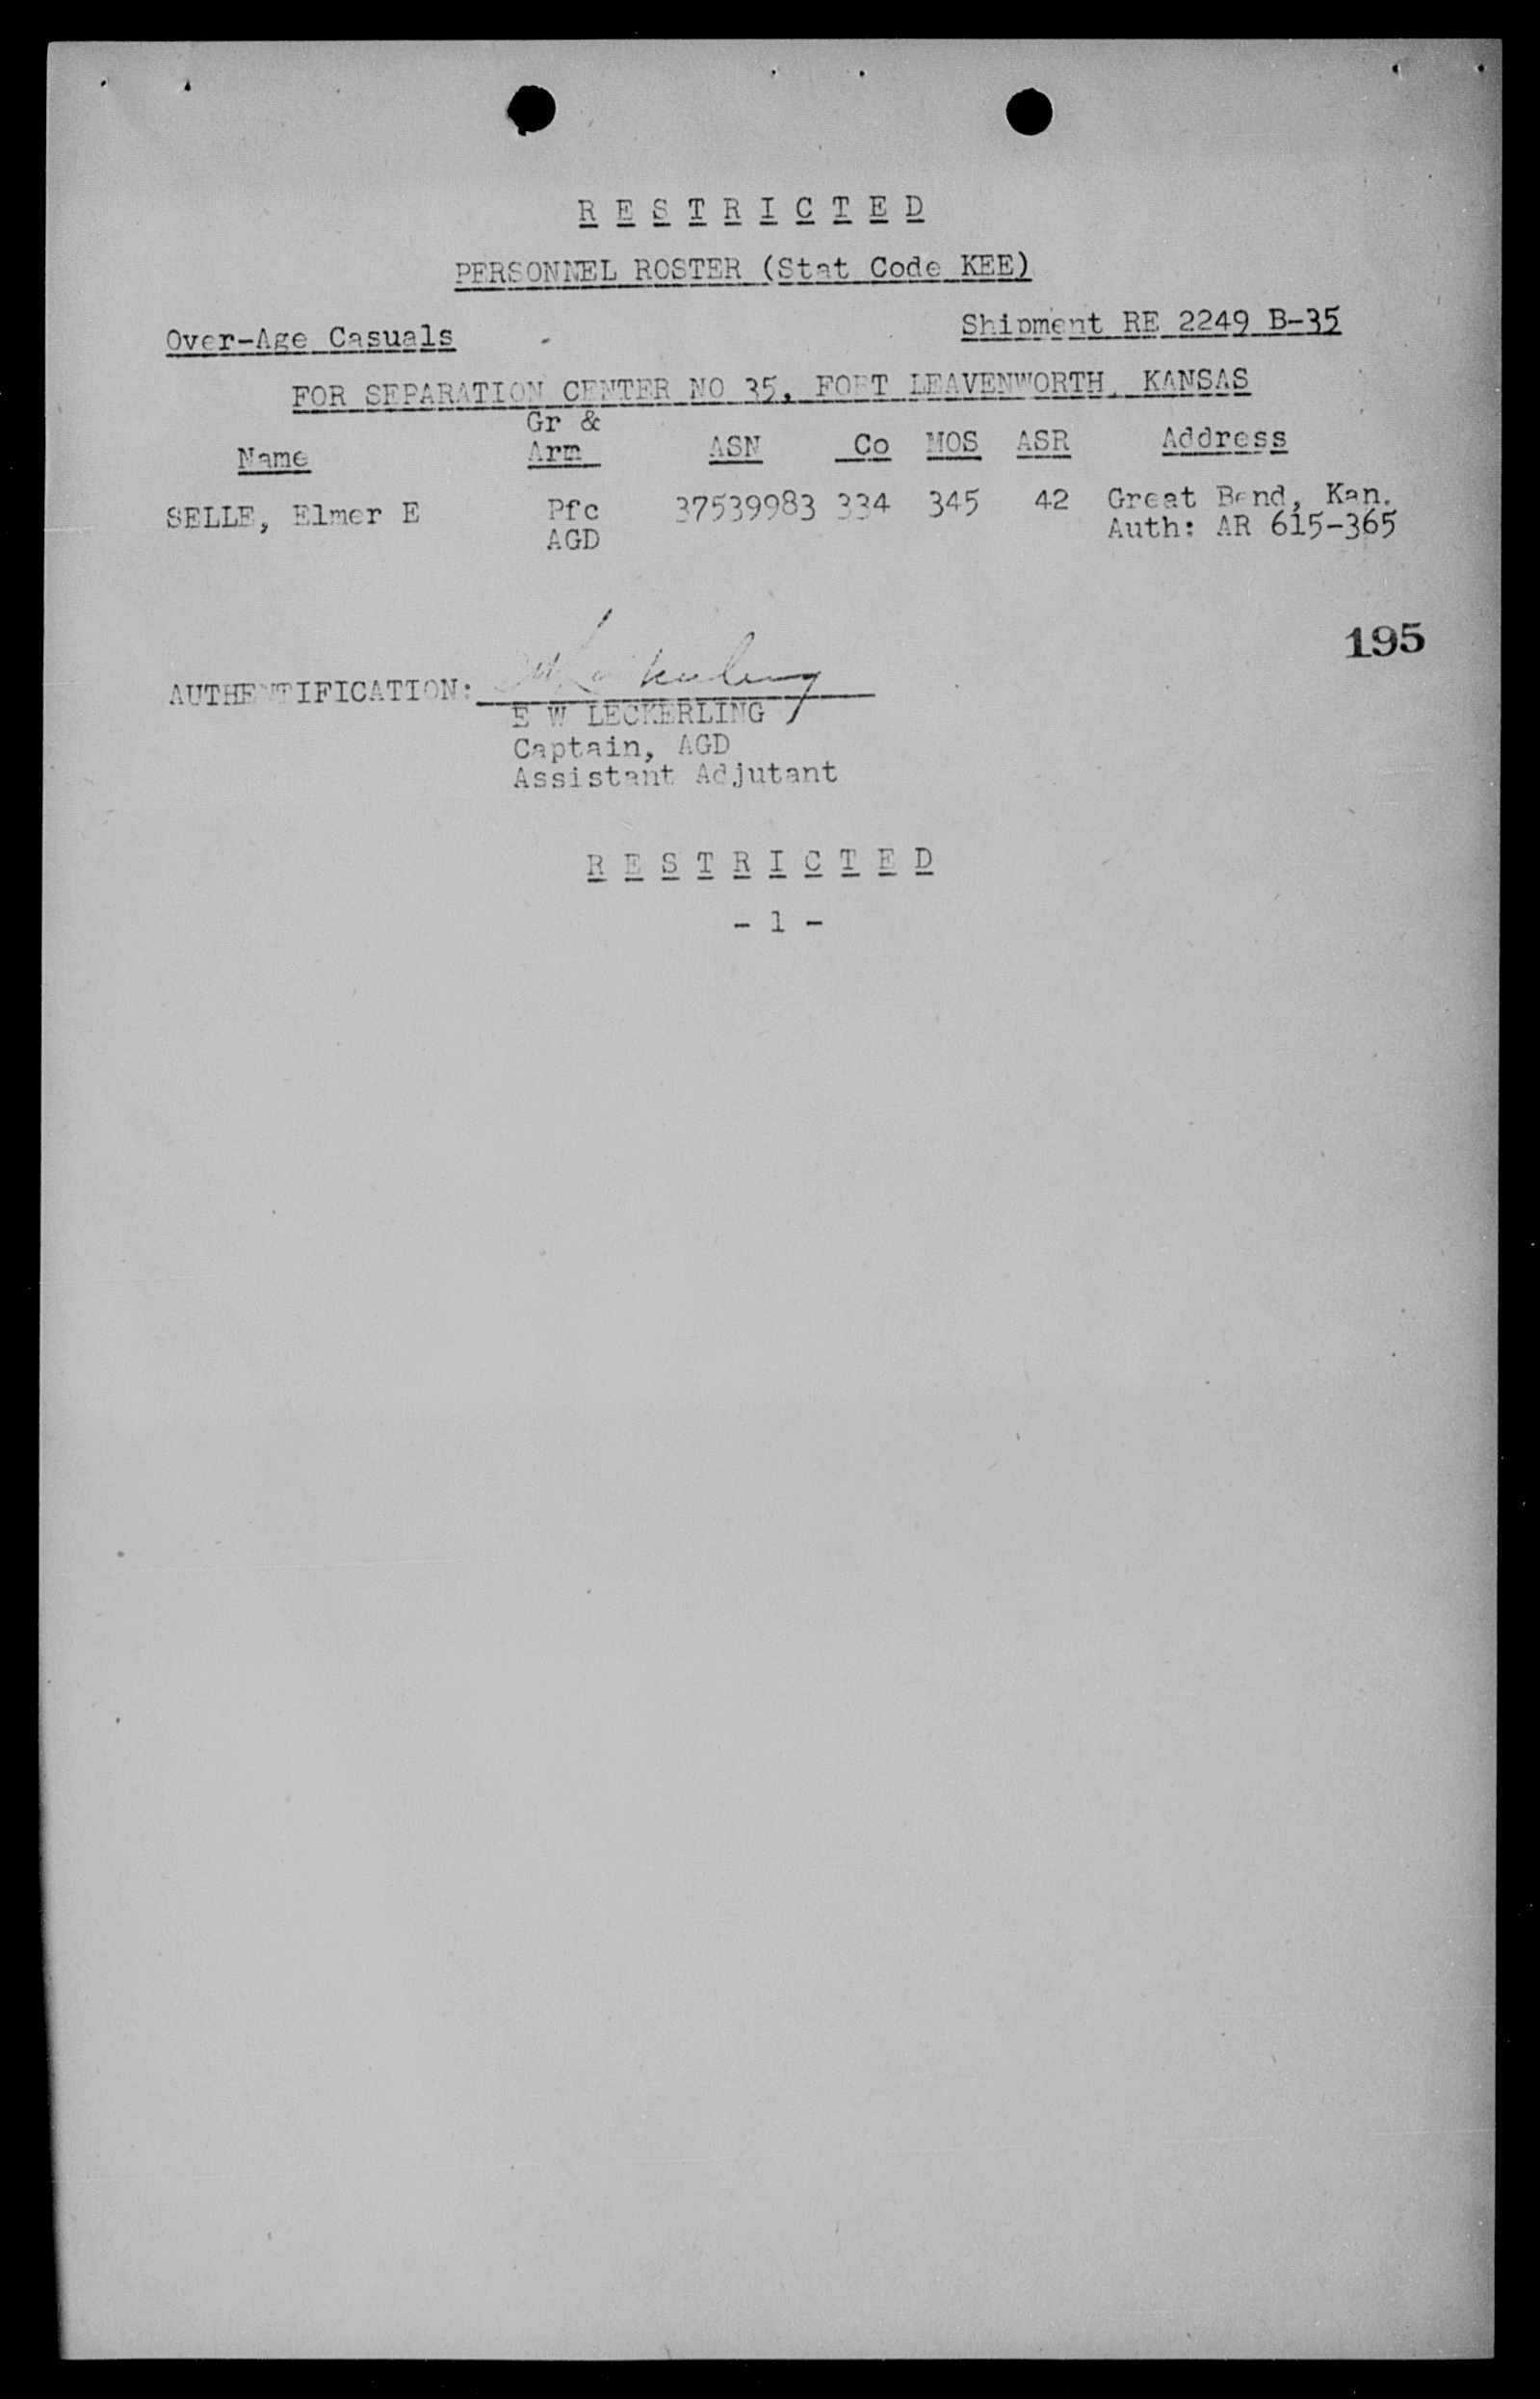 R E S T R I C T E D
PERSONNEL ROSTER (Stat Code KEE)
Over-Age Casuals Shipment RE 2249 B-35
FOR SEPARATION CENTER NO 35, FORT LEAVENWORTH, KANSAS
Gr &
Name Arm ASN Co MOS ASR Address
SELLE, Elmer E Pfc 37539983 334 345 42 Great Bend, Kan.
AGD Auth: AR 615-365
195
AUTHENTIFICATION:
E W LECKERLING
Captain, AGD
Assistant Adjutant
R E S T R I C T E D
- 1 -